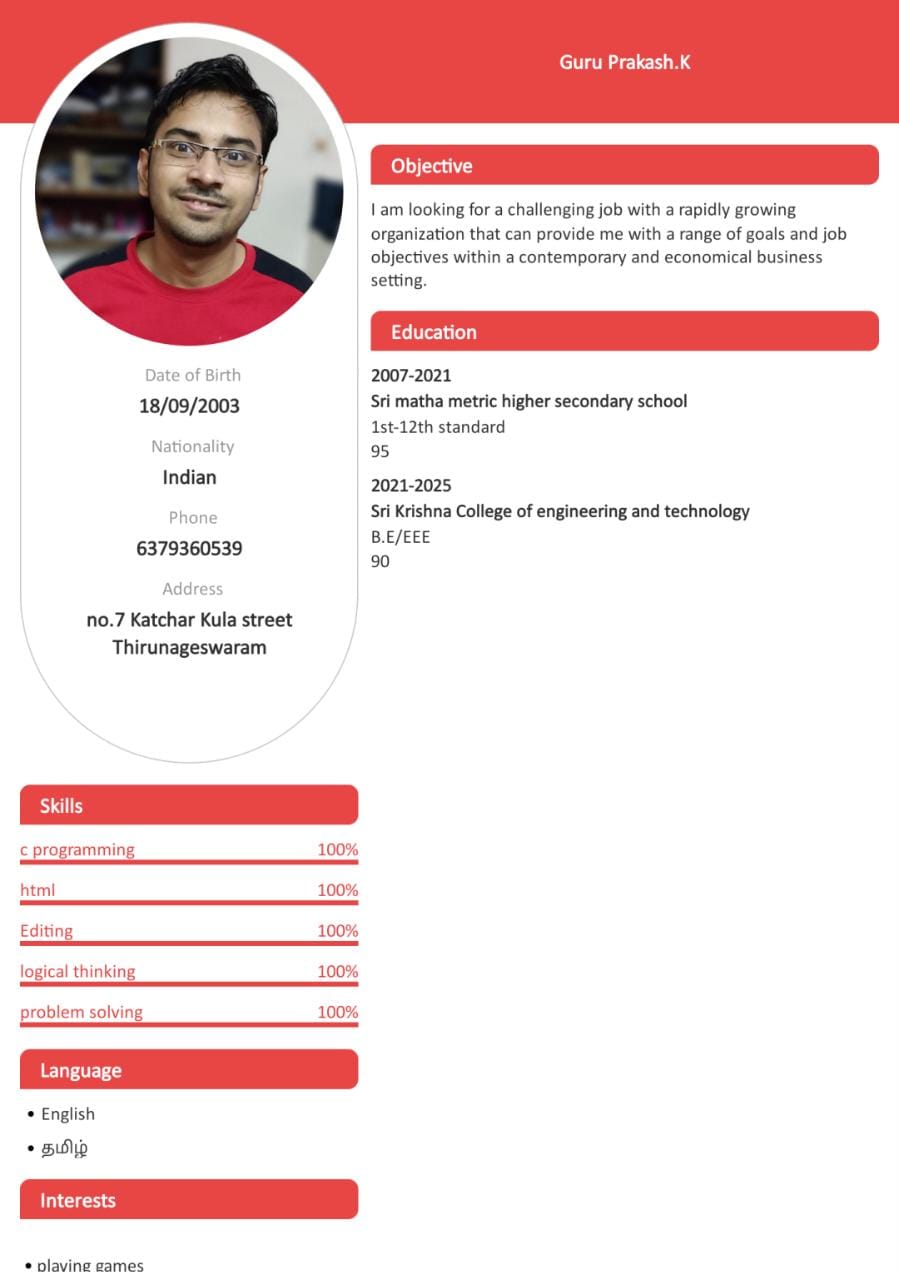 Guru Prakash.K
Date of Birth
18/09/2003
Nationality
Indian
Phone
6379360539
Address
no.7 Katchar Kula street
Thirunageswaram
Skills
c programming 100%
html 100%
Editing 100%
logical thinking 100%
problem solving 100%
Language
• English
• தமிழ்
Interests
• playing games
Objective
I am looking for a challenging job with a rapidly growing
organization that can provide me with a range of goals and job
objectives within a contemporary and economical business
setting.
Education
2007-2021
Sri matha metric higher secondary school
1st-12th standard
95
2021-2025
Sri Krishna College of engineering and technology
B.E/EEE
90